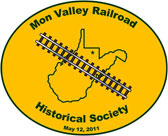 Mon Valley Railroad
Historical Society
May 12, 2011